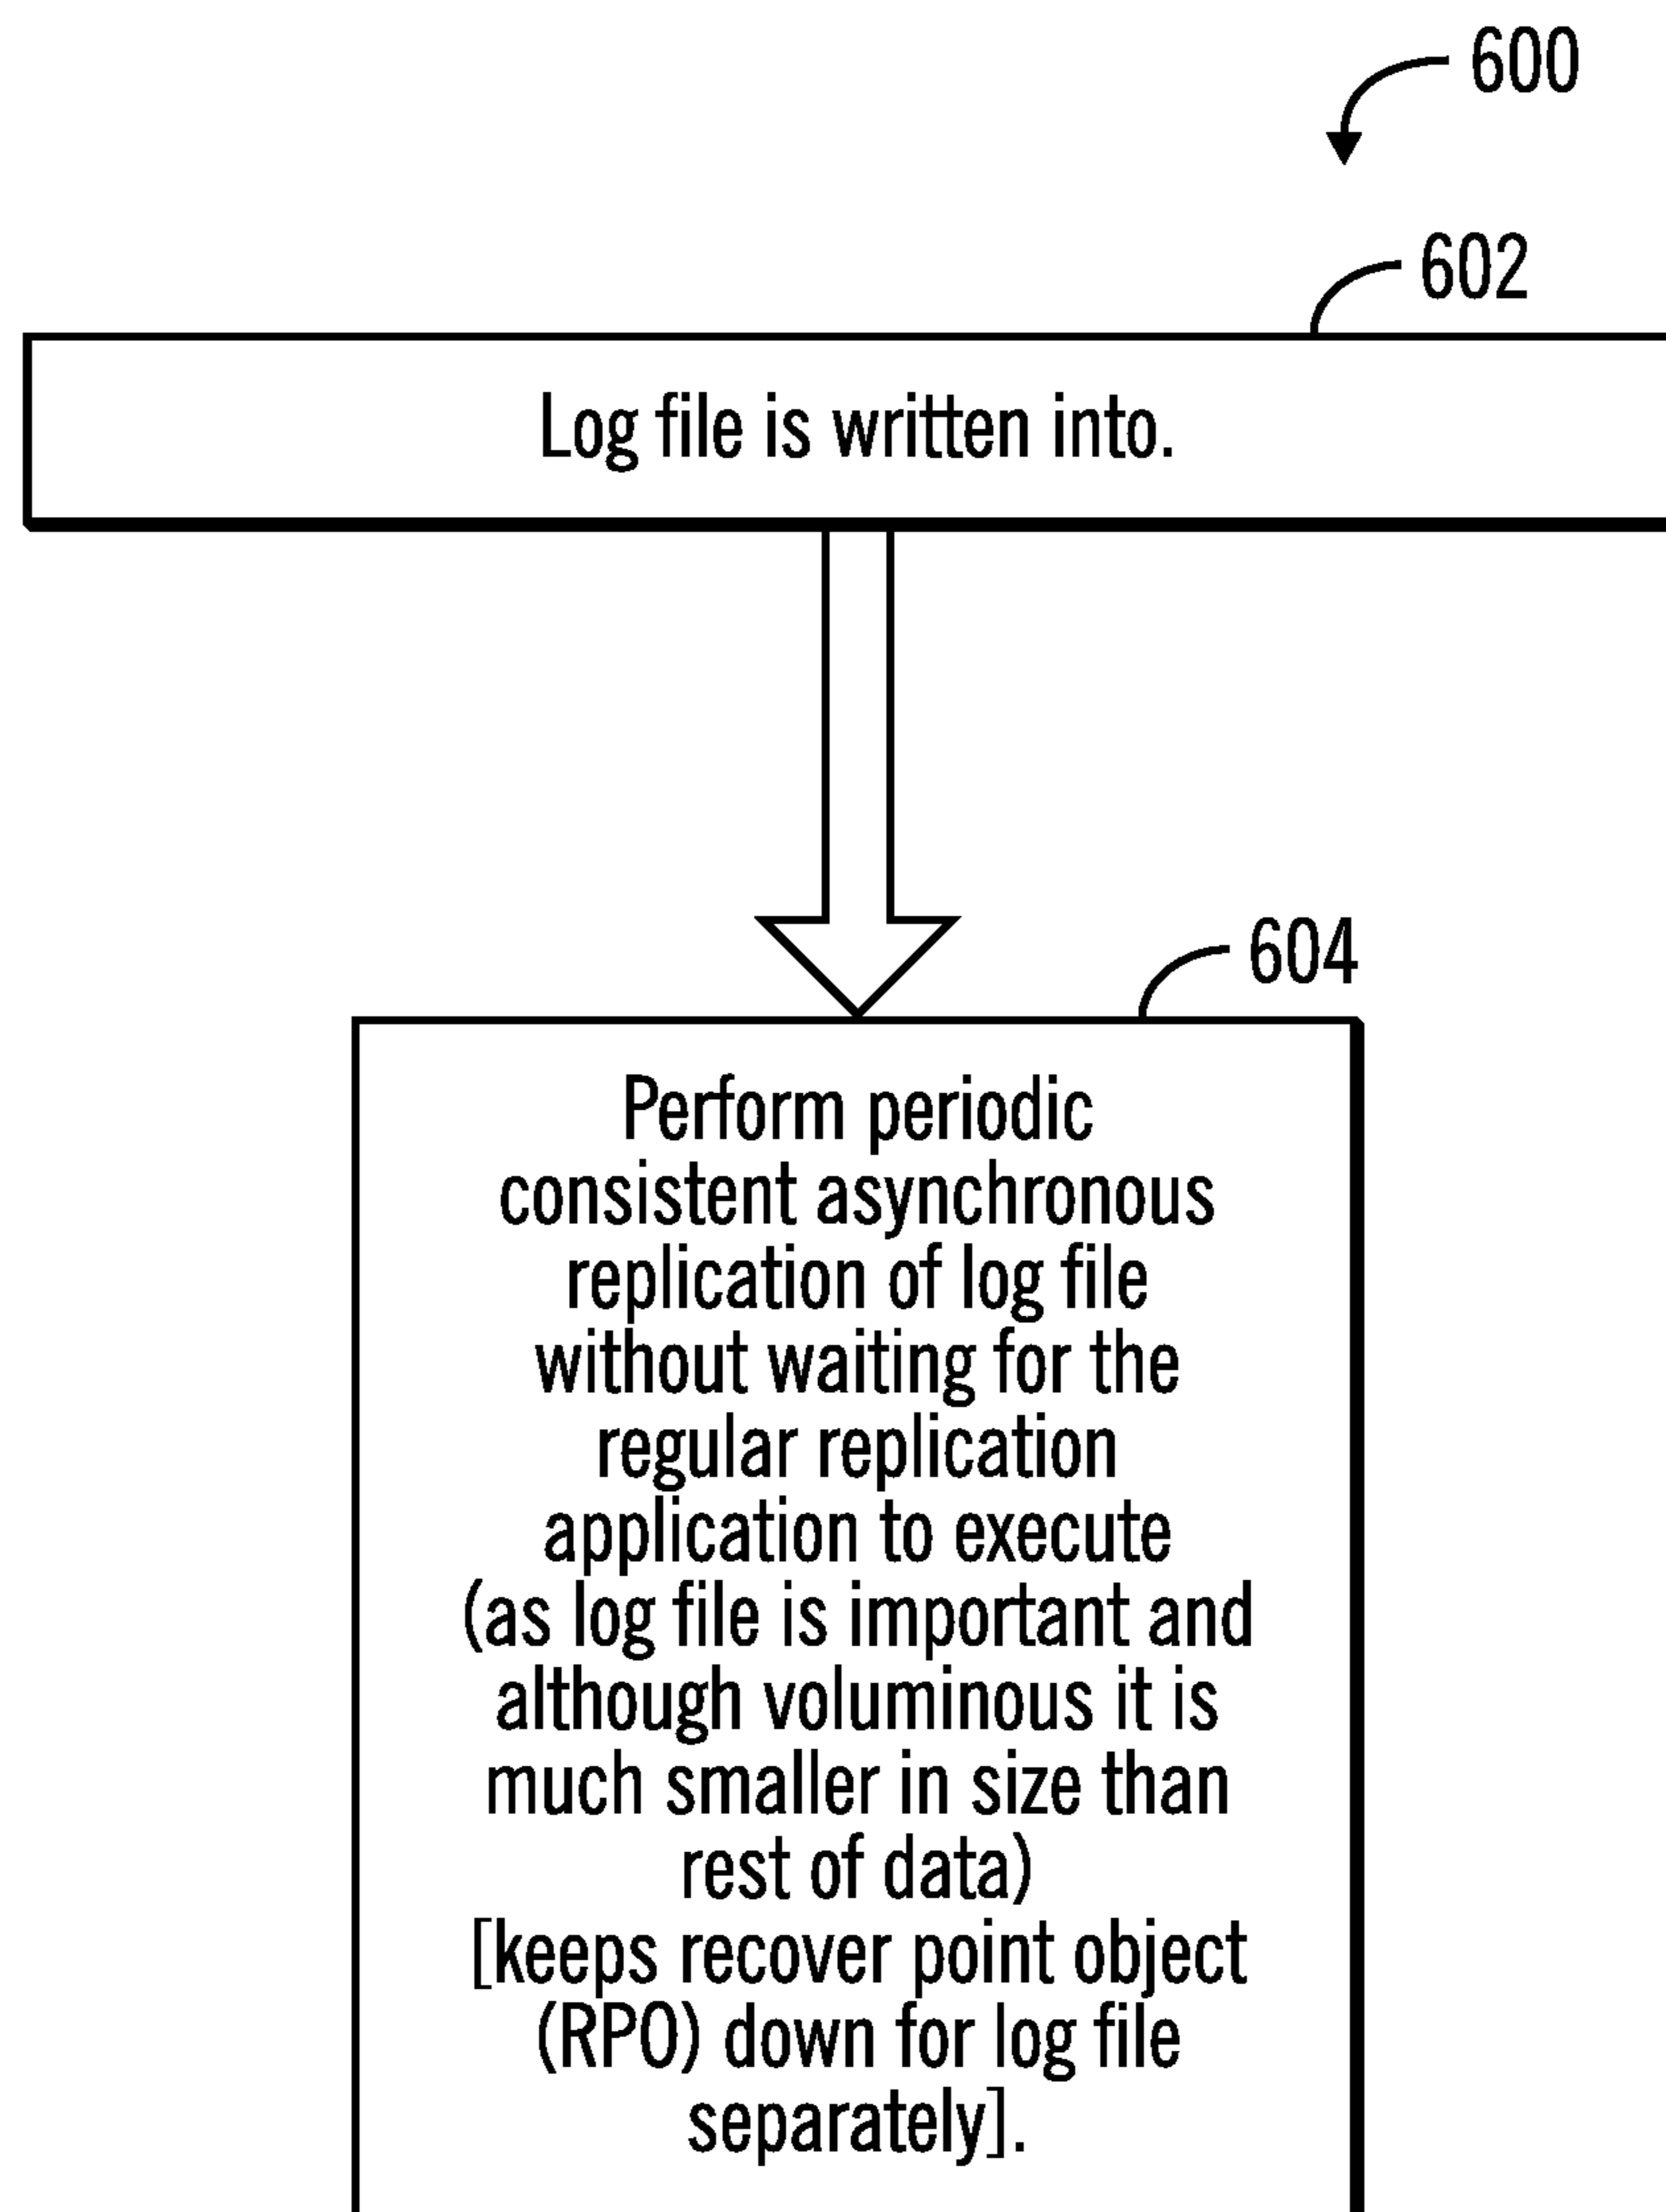 600
602
Log file is written into.
604
Perform periodic
consistent asynchronous
replication of log file
without waiting for the
regular replication
application to execute
(as log file is important and
although voluminous it is
much smaller in size than
rest of data)
[keeps recover point object
(RPO) down for log file
separately].